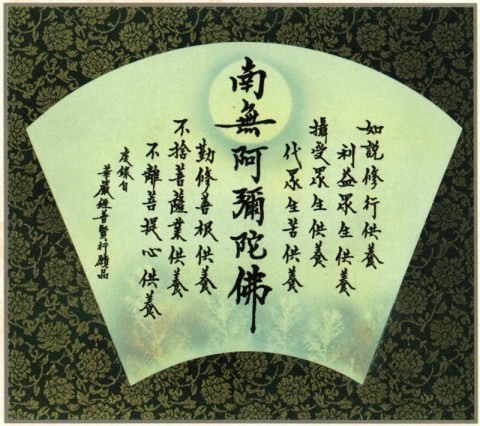 如說修行供養
利益眾生供養
攝受眾生供養
代眾生苦供養
南無阿彌陀佛
勤修善根供養
不捨菩薩業供養
不離菩提心供養
虔錄自
華嚴經普賢行願品